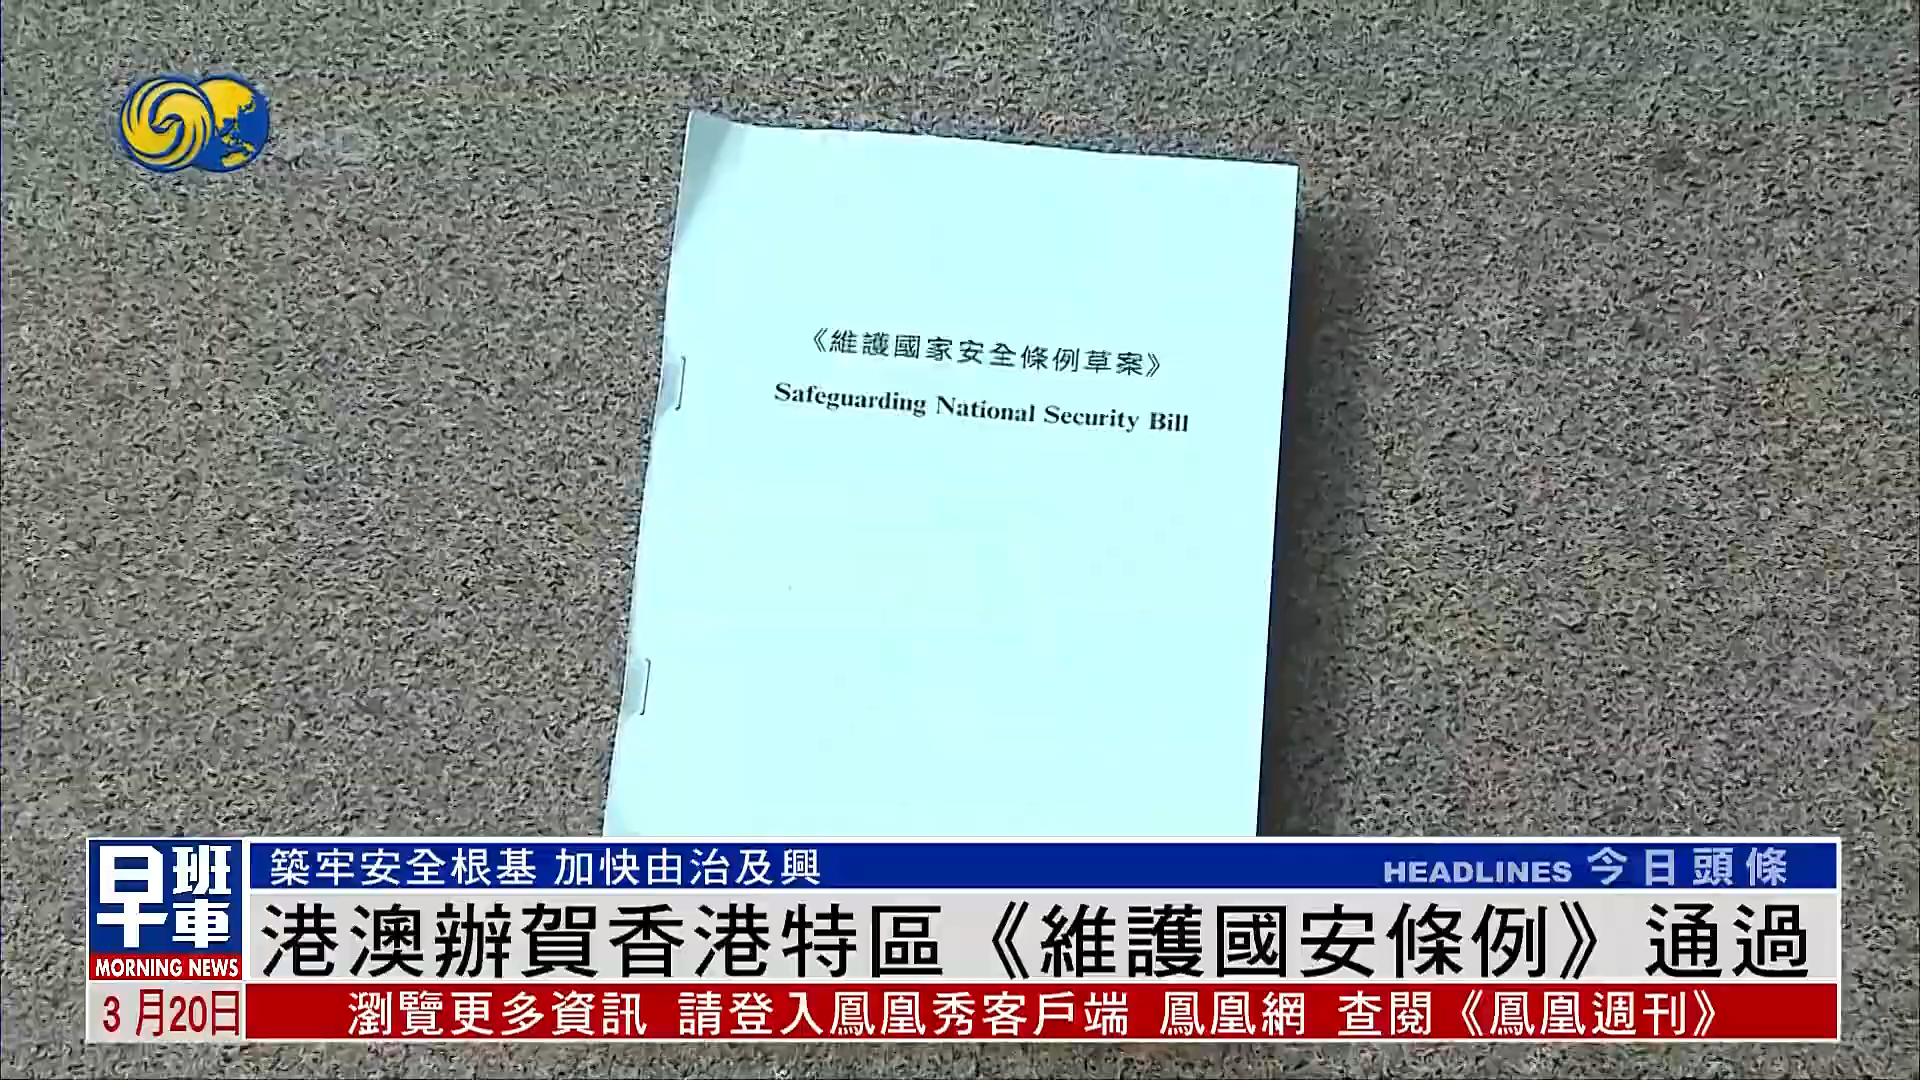 《維護國家安全條例草案》
Safeguarding National Security Bill
早班車
MORNING NEWS
築牢安全根基 加快由治及興
HEADLINES 今日頭條
港澳辦賀香港特區《維護國安條例》通過
3月20日
瀏覽更多資訊 請登入鳳凰秀客戶端 鳳凰網 查閱《鳳凰週刊》